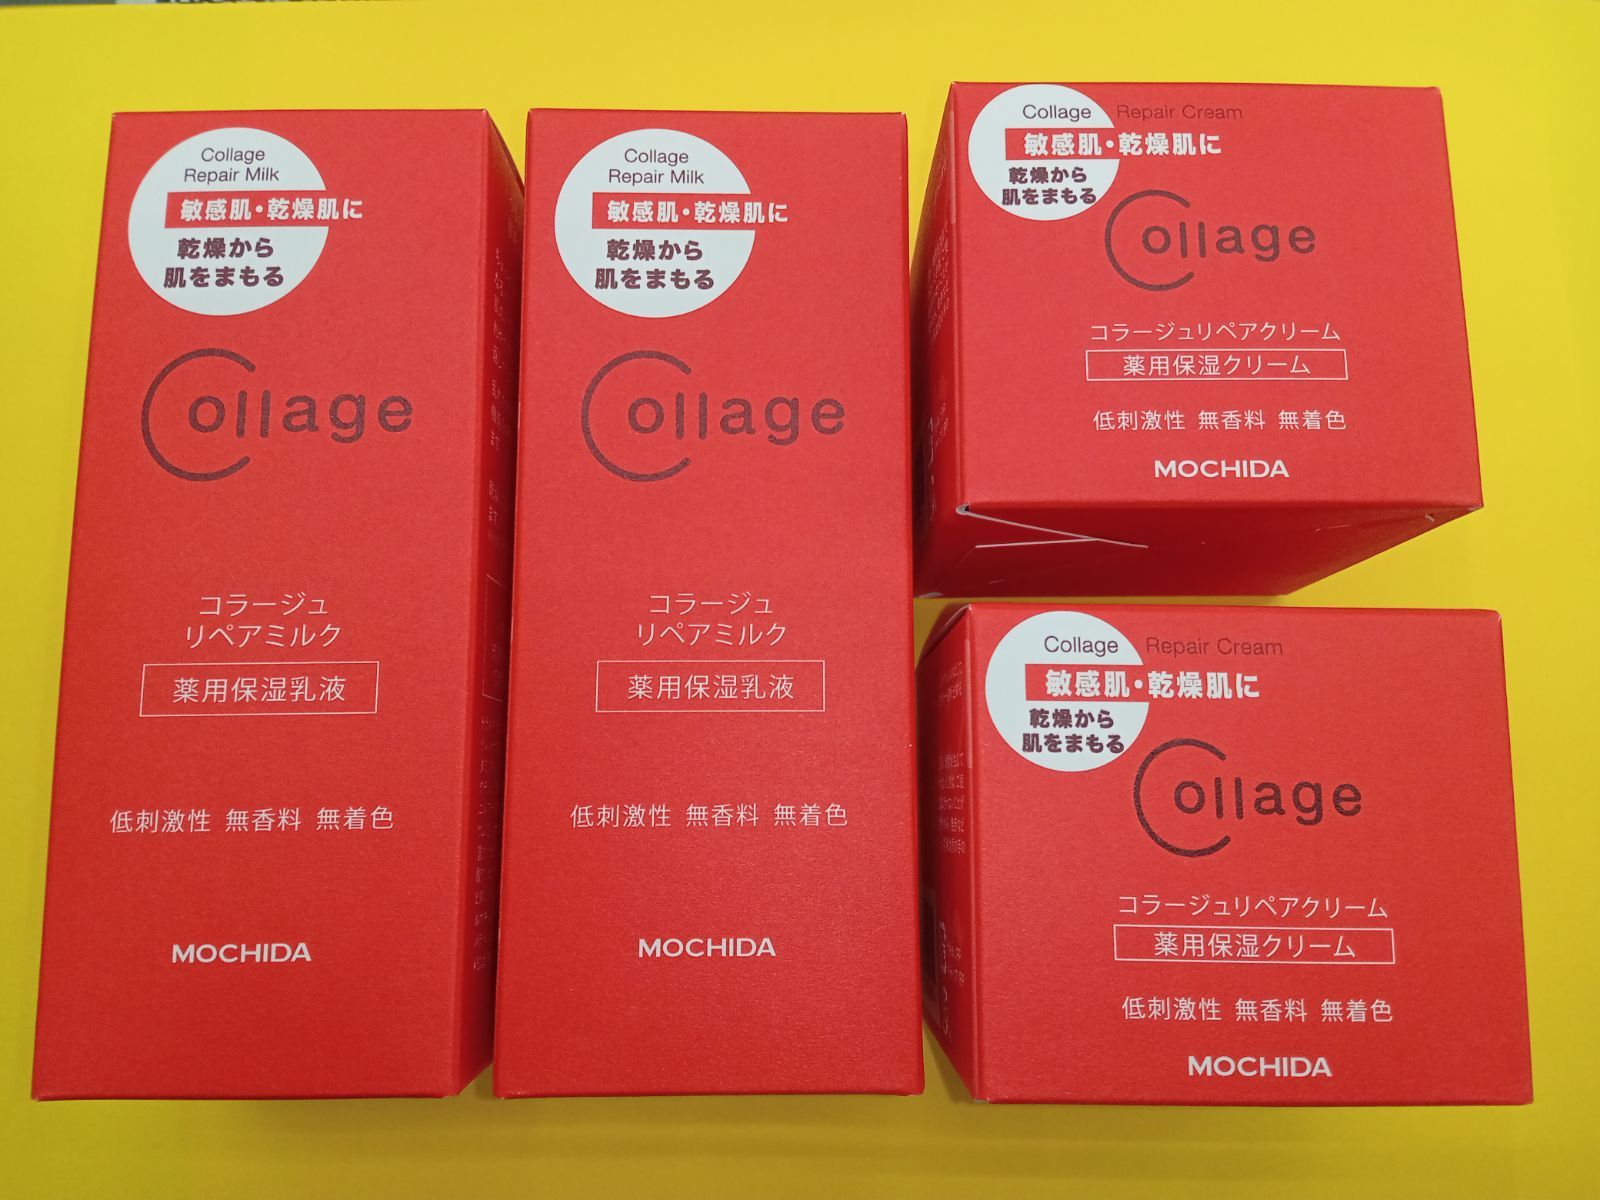 Collage
Repair Milk
敏感肌・乾燥肌に
乾燥から
肌をまもる
Collage
コラージュ
リペアミルク
薬用保湿乳液
低刺激性 無香料 無着色
MOCHIDA
Collage
Repair Milk
敏感肌・乾燥肌に
乾燥から
肌をまもる
Collage
コラージュ
リペアミルク
薬用保湿乳液
低刺激性 無香料 無着色
MOCHIDA
Collage Repair Cream
敏感肌・乾燥肌に
乾燥から
肌をまもる
Collage
コラージュリペアクリーム
薬用保湿クリーム
低刺激性 無香料 無着色
MOCHIDA
Collage Repair Cream
敏感肌・乾燥肌に
乾燥から
肌をまもる
Collage
コラージュリペアクリーム
薬用保湿クリーム
低刺激性 無香料 無着色
MOCHIDA